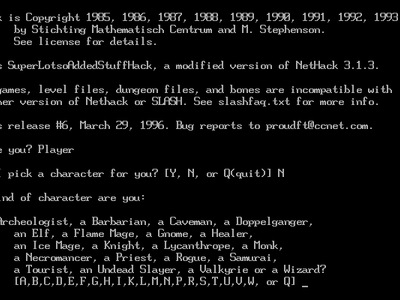 k is Copyright 1985, 1986, 1987, 1988, 1989, 1990, 1991, 1992, 1993
by Stichting Mathematisch Centrum and M. Stephenson.
See license for details.
s SuperLotsoAddedStuffHack, a modified version of NetHack 3.1.3.
games, level files, dungeon files, and bones are incompatible with
her version of Nethack or SLASH. See slashfaq.txt for more info.
s release #6, March 29, 1996. Bug reports to proudft@ccnet.com.
re you? Player
I pick a character for you? [Y, N, or Q(quit)] N
ind of character are you:
Archeologist, a Barbarian, a Caveman, a Doppelganger,
an Elf, a Flame Mage, a Gnome, a Healer,
an Ice Mage, a Knight, a Lycanthrope, a Monk,
a Necromancer, a Priest, a Rogue, a Samurai,
a Tourist, an Undead Slayer, a Valkyrie or a Wizard?
[A,B,C,D,E,F,G,H,I,K,L,M,N,P,R,S,T,U,V,W, or Q] _